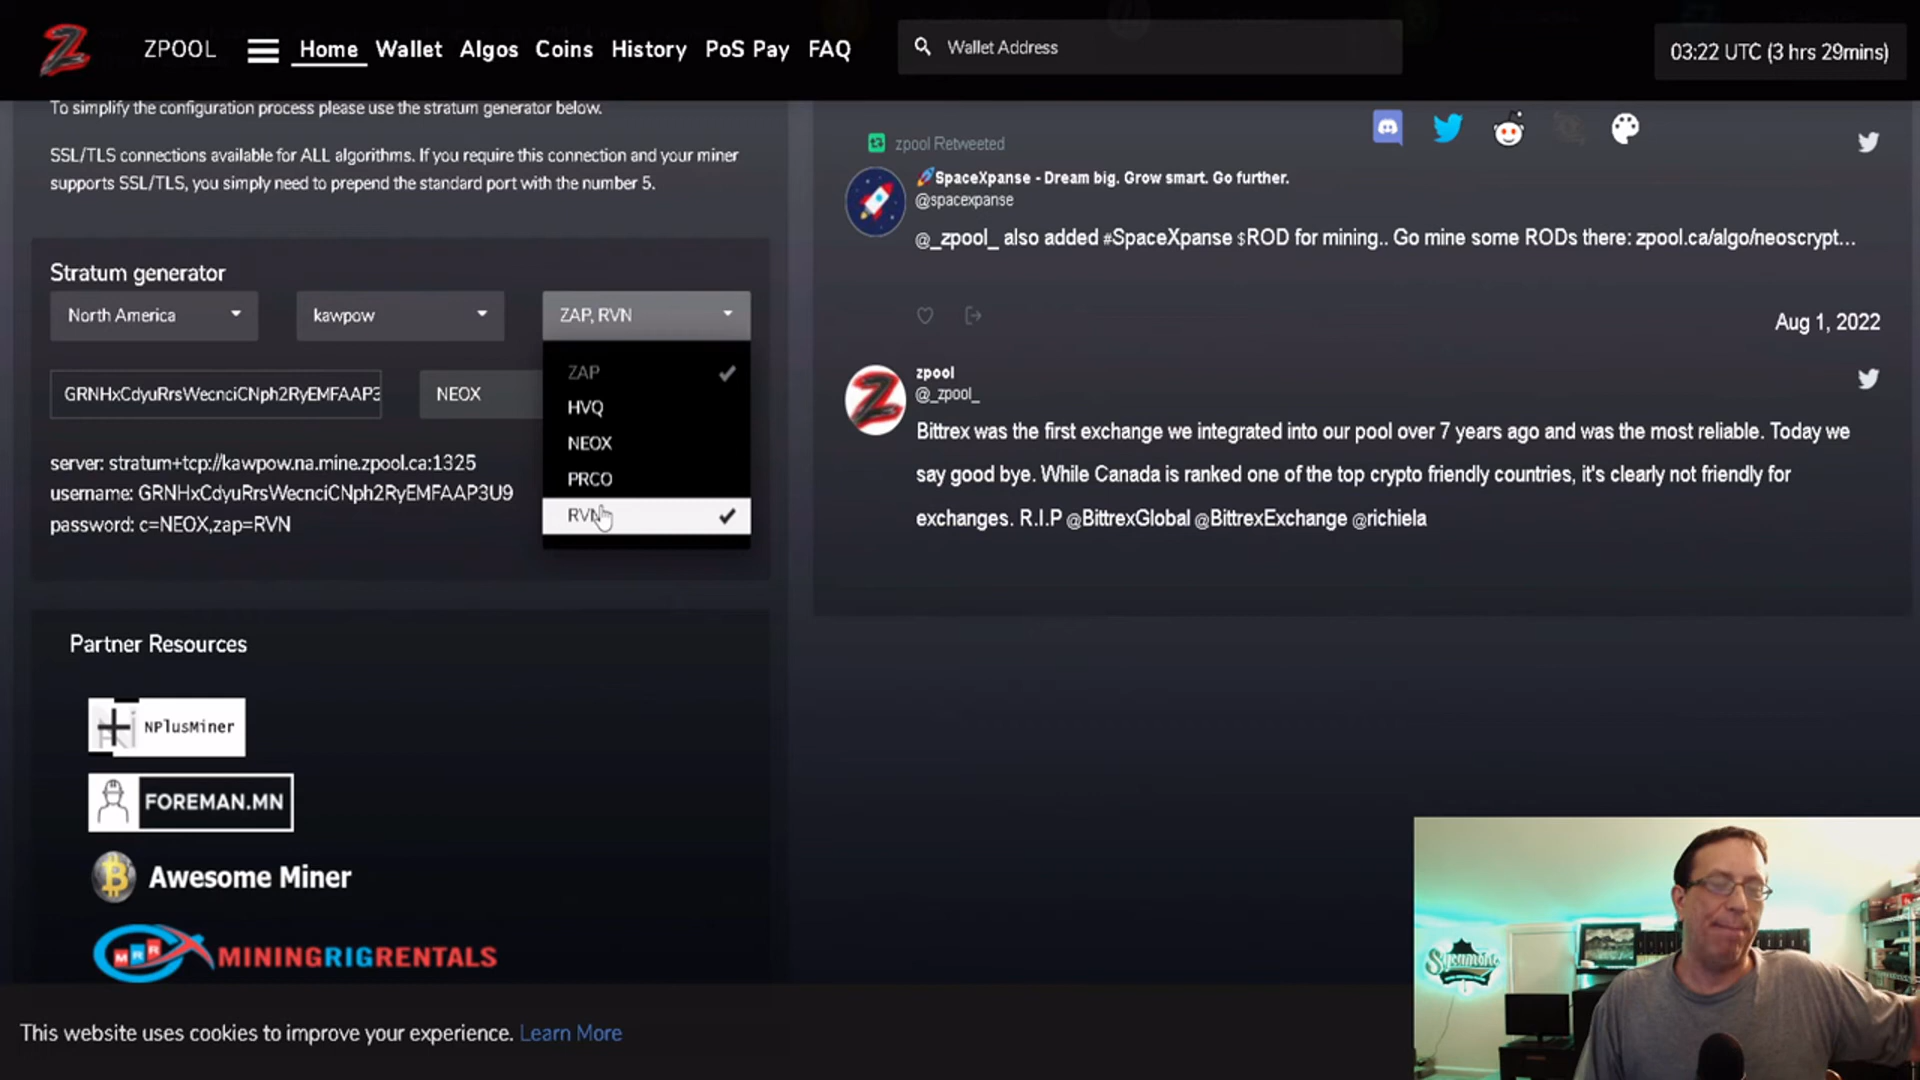 ZPOOL
Home Wallet Algos Coins History PoS Pay FAQ
Wallet Address
03:22 UTC (3 hrs 29mins)
To simplify the configuration process please use the stratum generator below.
SSL/TLS connections available for ALL algorithms. If you require this connection and your miner
supports SSL/TLS, you simply need to prepend the standard port with the number 5.
Stratum generator
North America
kawpow
ZAP, RVN
ZAP
HVQ
NEOX
PRCO
RVN
GRNHxCdyuRrsWecnciCNph2RyEMFAAP3
NEOX
server: stratum+tcp://kawpow.na.mine.zpool.ca:1325
username: GRNHxCdyuRrsWecnciCNph2RyEMFAAP3U9
password: c=NEOX,zap=RVN
Partner Resources
NPlusMiner
FOREMAN.MN
Awesome Miner
MRR MININGRIGRENTALS
zpool Retweeted
SpaceXpanse - Dream big. Grow smart. Go further.
@spacexpanse
@_zpool_ also added #SpaceXpanse $ROD for mining.. Go mine some RODs there: zpool.ca/algo/neoscrypt...
Aug 1, 2022
zpool
@_zpool_
Bittrex was the first exchange we integrated into our pool over 7 years ago and was the most reliable. Today we
say good bye. While Canada is ranked one of the top crypto friendly countries, it's clearly not friendly for
exchanges. R.I.P @BittrexGlobal @BittrexExchange @richiela
Sycamore
This website uses cookies to improve your experience. Learn More